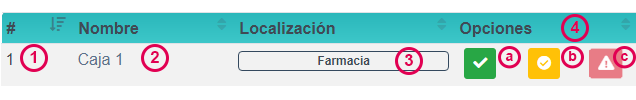 # Nombre Localización Opciones 4
1 1 Caja 1 2 Farmacia 3 a b c